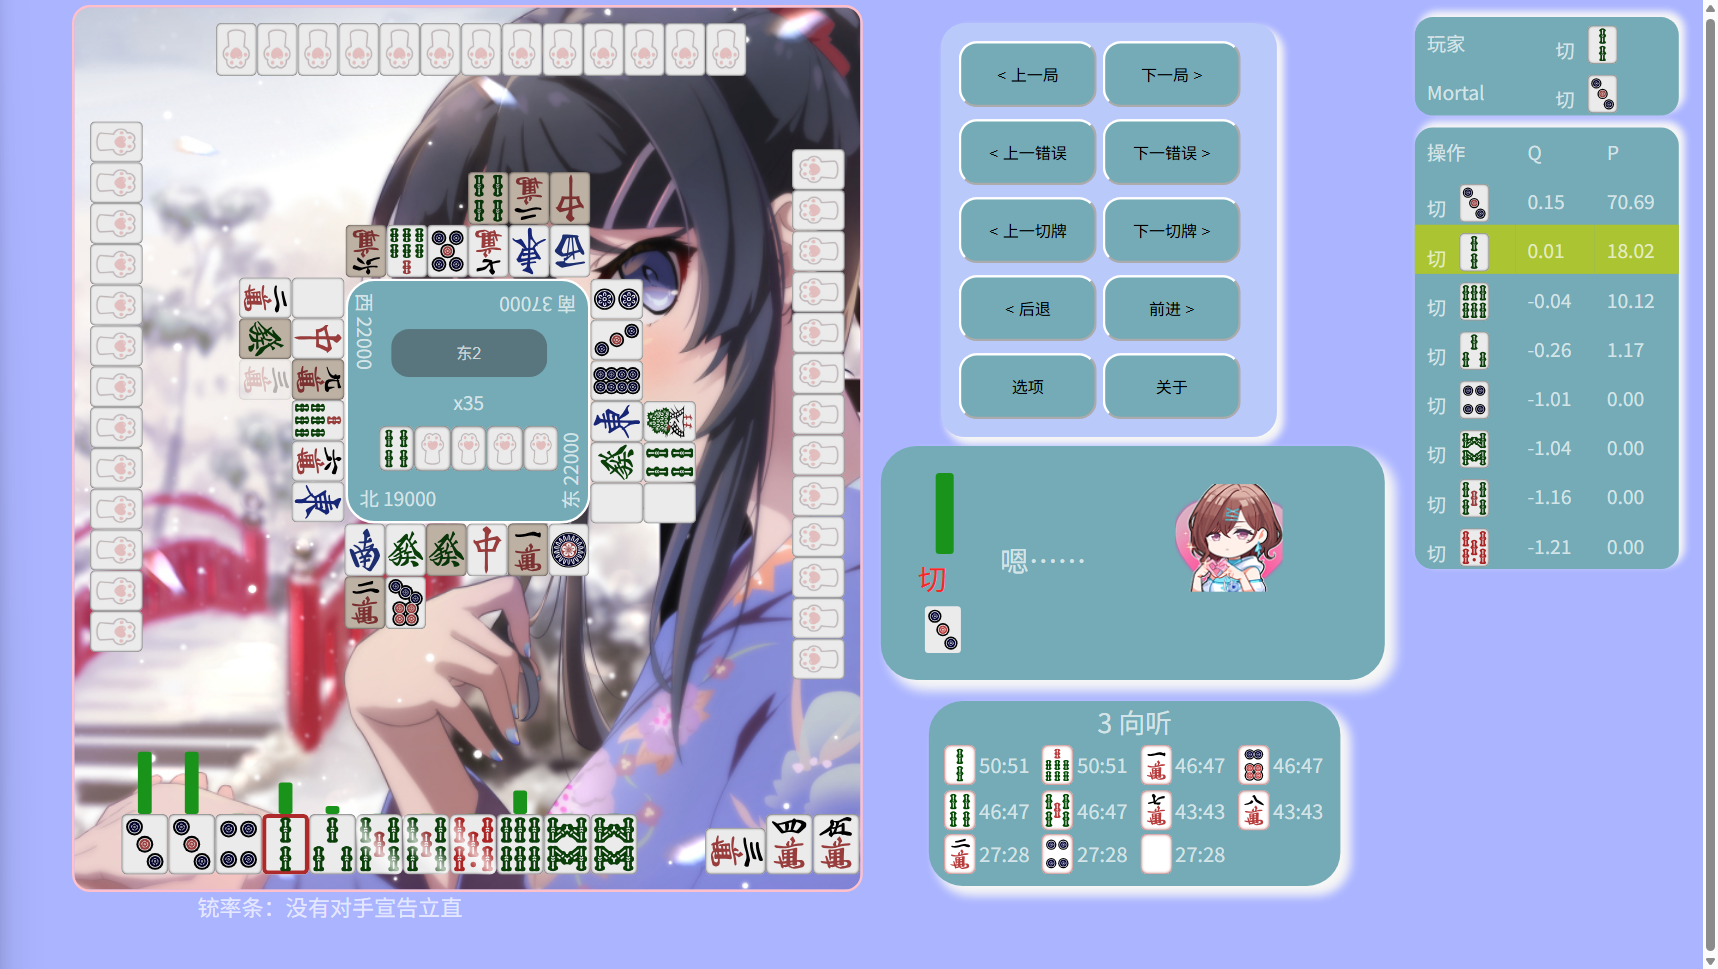 西 22000
南 37000
东2
x35
北 19000
东 22000
铳率条：没有对手宣告立直
< 上一局
下一局 >
< 上一错误
下一错误 >
< 上一切牌
下一切牌 >
< 后退
前进 >
选项
关于
切
嗯……
3 向听
50:51
50:51
46:47
46:47
46:47
46:47
43:43
43:43
27:28
27:28
27:28
玩家 切
Mortal 切
操作 Q P
切 0.15 70.69
切 0.01 18.02
切 -0.04 10.12
切 -0.26 1.17
切 -1.01 0.00
切 -1.04 0.00
切 -1.16 0.00
切 -1.21 0.00